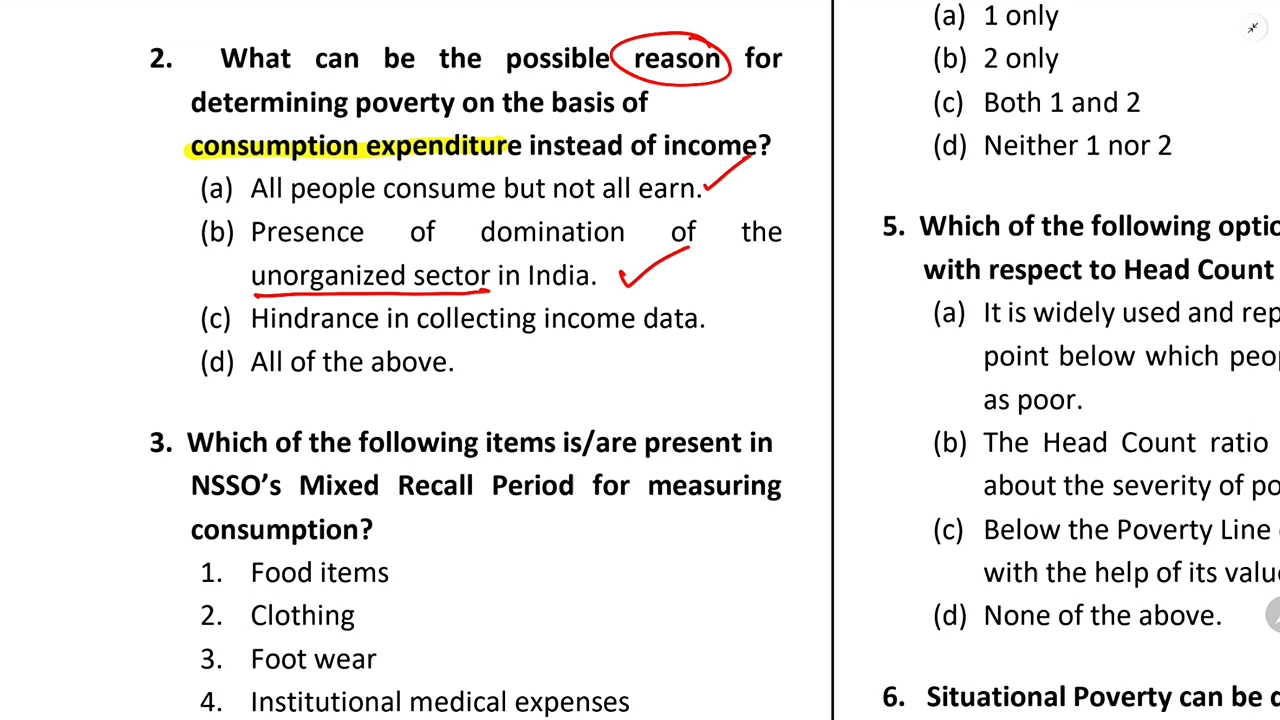 2. What can be the possible reason for
determining poverty on the basis of
consumption expenditure instead of income?
(a) All people consume but not all earn.
(b) Presence of domination of the
unorganized sector in India.
(c) Hindrance in collecting income data.
(d) All of the above.
3. Which of the following items is/are present in
NSSO’s Mixed Recall Period for measuring
consumption?
1. Food items
2. Clothing
3. Foot wear
4. Institutional medical expenses
(a) 1 only
(b) 2 only
(c) Both 1 and 2
(d) Neither 1 nor 2
5. Which of the following optio
with respect to Head Count
(a) It is widely used and rep
point below which peop
as poor.
(b) The Head Count ratio
about the severity of po
(c) Below the Poverty Line
with the help of its valu
(d) None of the above.
6. Situational Poverty can be d